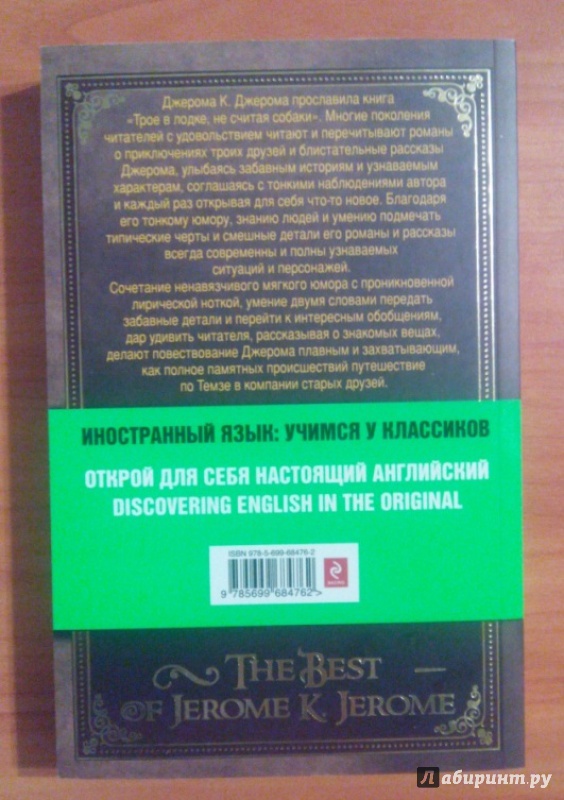 Джерома К. Джерома прославила книга
«Трое в лодке, не считая собаки». Многие поколения
читателей с удовольствием читают и перечитывают романы
о приключениях троих друзей и блистательные рассказы
Джерома, улыбаясь забавным историям и узнаваемым
характерам, соглашаясь с тонкими наблюдениями автора
и каждый раз открывая для себя что-то новое. Благодаря
его тонкому юмору, знанию людей и умению подмечать
типические черты и смешные детали его романы и рассказы
всегда современны и полны узнаваемых
ситуаций и персонажей.
Сочетание ненавязчивого мягкого юмора с проникновенной
лирической ноткой, умение двумя словами передать
забавные детали и перейти к интересным обобщениям,
дар удивить читателя, рассказывая о знакомых вещах,
делают повествование Джерома плавным и захватывающим,
как полное памятных происшествий путешествие
по Темзе в компании старых друзей.
ИНОСТРАННЫЙ ЯЗЫК: УЧИМСЯ У КЛАССИКОВ
ОТКРОЙ ДЛЯ СЕБЯ НАСТОЯЩИЙ АНГЛИЙСКИЙ
DISCOVERING ENGLISH IN THE ORIGINAL
ISBN 978-5-699-68476-2
9 785699 684762 >
THE BEST
OF JEROME K. JEROME
Лабиринт.ру